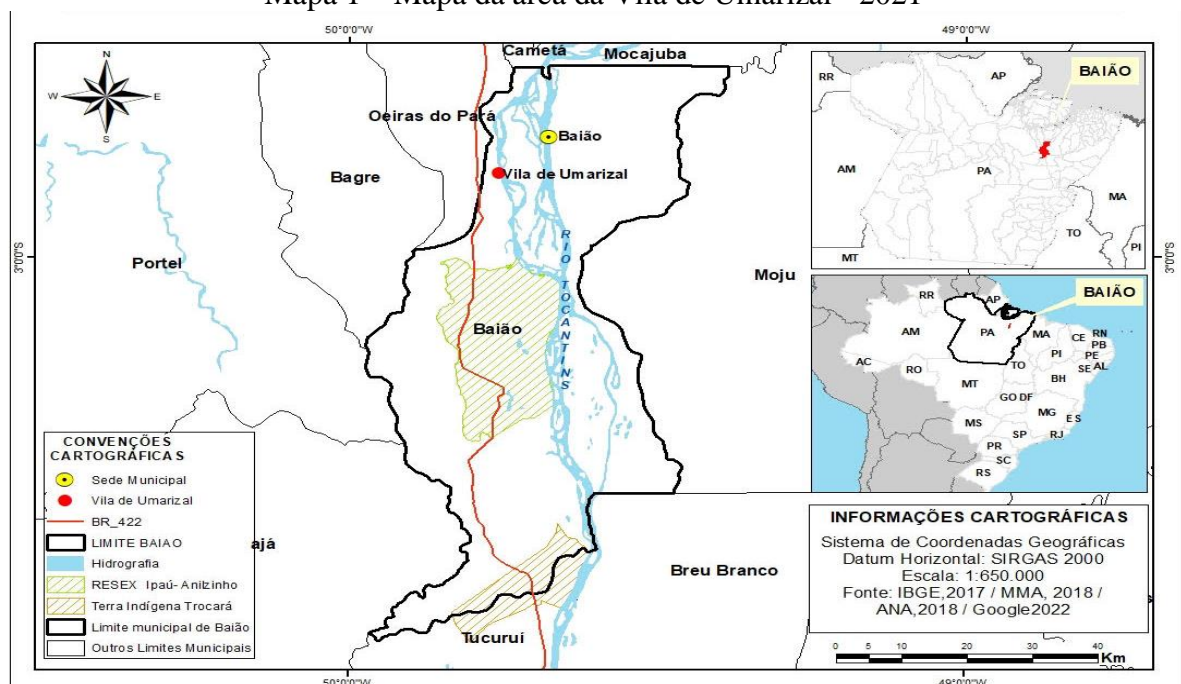 Mapa 1 – Mapa da área da Vila de Umarizal - 2021
50°0'0"W
49°0'0"W
N
W
E
S
Cametá
Mocajuba
Oeiras do Pará
Baião
Vila de Umarizal
Bagre
Portel
3°0'0"S
3°0'0"S
RIO TOCANTINS
Moju
Baião
ajá
Breu Branco
Tucuruí
RR
AP
BAIÃO
AM
PA
MA
TO
PI
MT
BAIÃO
RR
AP
AM
PA
MA
CE
RN
PB
PE
AL
SE
PI
AC
RO
TO
BH
MT
GO
DF
MG
ES
MS
SP
RJ
PR
SC
RS
CONVENÇÕES
CARTOGRÁFICAS
Sede Municipal
Vila de Umarizal
BR_422
LIMITE BAIAO
Hidrografia
RESEX Ipaú- Anilzinho
Terra Indígena Trocará
Limite municipal de Baião
Outros Limites Municipais
INFORMAÇÕES CARTOGRÁFICAS
Sistema de Coordenadas Geográficas
Datum Horizontal: SIRGAS 2000
Escala: 1:650.000
Fonte: IBGE,2017 / MMA, 2018 /
ANA,2018 / Google2022
0 5 10 20 30 40
Km
50°0'0"W
49°0'0"W